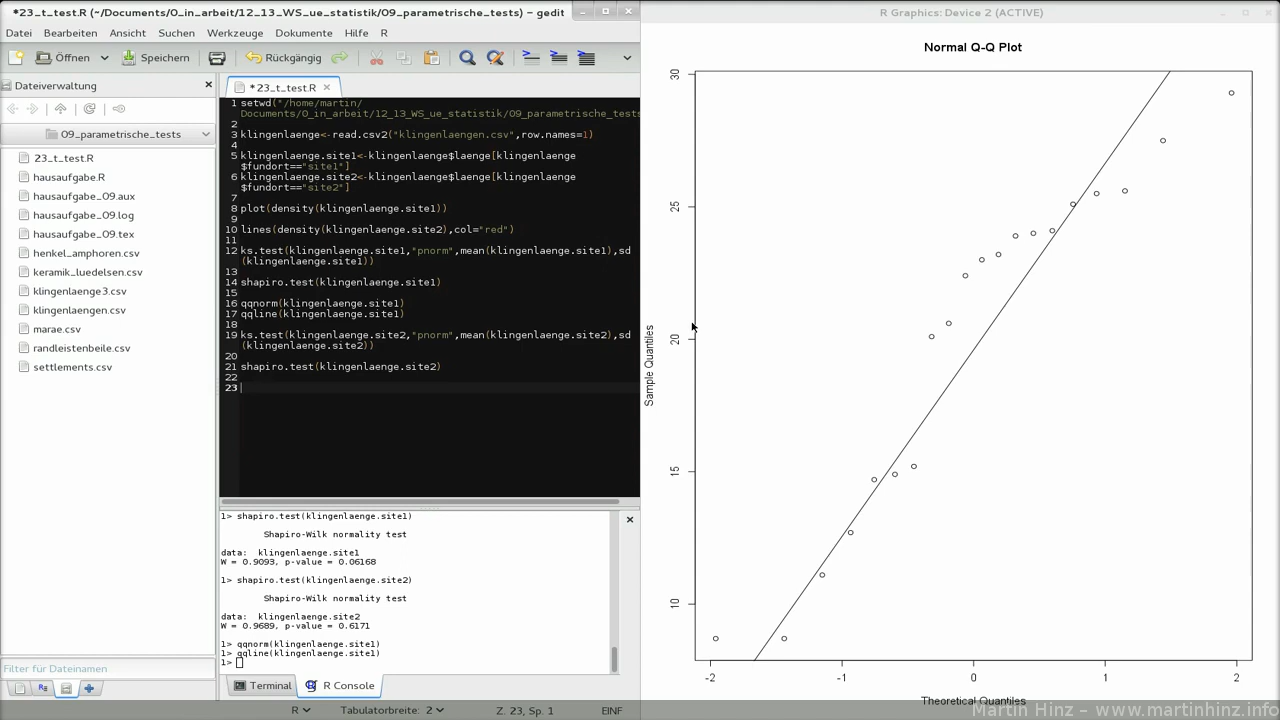 *23_t_test.R (~/Documents/0_in_arbeit/12_13_WS_ue_statistik/09_parametrische_tests) – gedit
Datei Bearbeiten Ansicht Suchen Werkzeuge Dokumente Hilfe R
Öffnen Speichern Rückgängig
Dateiverwaltung
09_parametrische_tests
23_t_test.R
hausaufgabe.R
hausaufgabe_09.aux
hausaufgabe_09.log
hausaufgabe_09.tex
henkel_amphoren.csv
keramik_luedelsen.csv
klingenlaenge3.csv
klingenlaengen.csv
marae.csv
randleistenbeile.csv
settlements.csv
Filter für Dateinamen
*23_t_test.R
1 setwd("/home/martin/
Documents/0_in_arbeit/12_13_WS_ue_statistik/09_parametrische_tests
2
3 klingenlaenge<-read.csv2("klingenlaengen.csv",row.names=1)
4
5 klingenlaenge.site1<-klingenlaenge$laenge[klingenlaenge
$fundort=="site1"]
6 klingenlaenge.site2<-klingenlaenge$laenge[klingenlaenge
$fundort=="site2"]
7
8 plot(density(klingenlaenge.site1))
9
10 lines(density(klingenlaenge.site2),col="red")
11
12 ks.test(klingenlaenge.site1,"pnorm",mean(klingenlaenge.site1),sd
(klingenlaenge.site1))
13
14 shapiro.test(klingenlaenge.site1)
15
16 qqnorm(klingenlaenge.site1)
17 qqline(klingenlaenge.site1)
18
19 ks.test(klingenlaenge.site2,"pnorm",mean(klingenlaenge.site2),sd
(klingenlaenge.site2))
20
21 shapiro.test(klingenlaenge.site2)
22
23
1> shapiro.test(klingenlaenge.site1)
Shapiro-Wilk normality test
data: klingenlaenge.site1
W = 0.9093, p-value = 0.06168
1> shapiro.test(klingenlaenge.site2)
Shapiro-Wilk normality test
data: klingenlaenge.site2
W = 0.9689, p-value = 0.6171
1> qqnorm(klingenlaenge.site1)
1> qqline(klingenlaenge.site1)
1>
Terminal R Console
R Tabulatorbreite: 2 Z. 23, Sp. 1 EINF
R Graphics: Device 2 (ACTIVE)
Normal Q-Q Plot
Sample Quantiles
30
25
20
15
10
-2 -1 0 1 2
Theoretical Quantiles
Martin Hinz - www.martinhinz.info